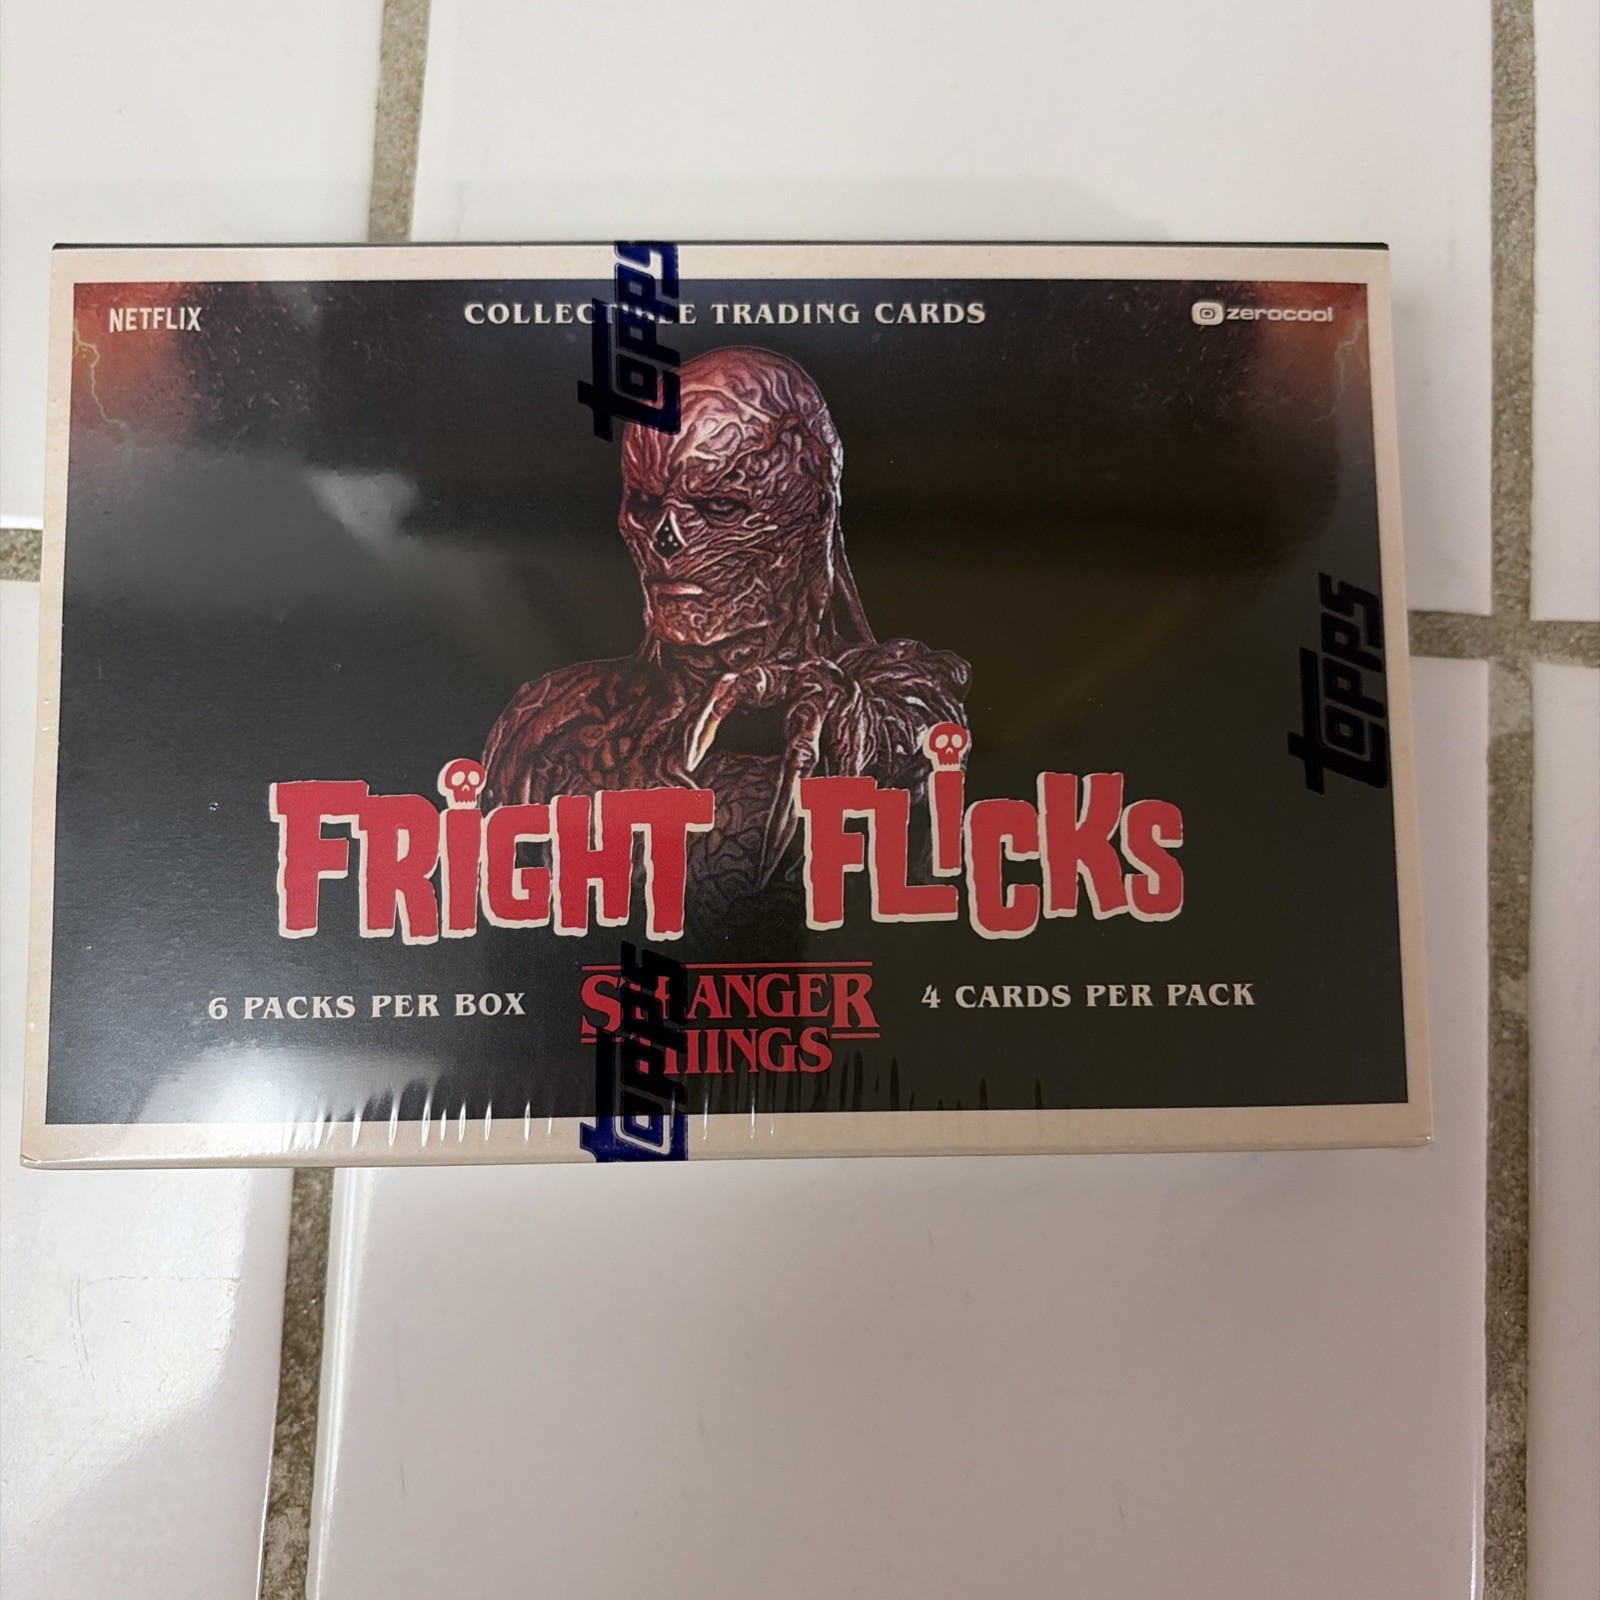 topps
NETFLIX
COLLECTIBLE TRADING CARDS
zerocool
topps
FRIGHT FLICKS
6 PACKS PER BOX
STRANGER
THINGS
4 CARDS PER PACK
topps